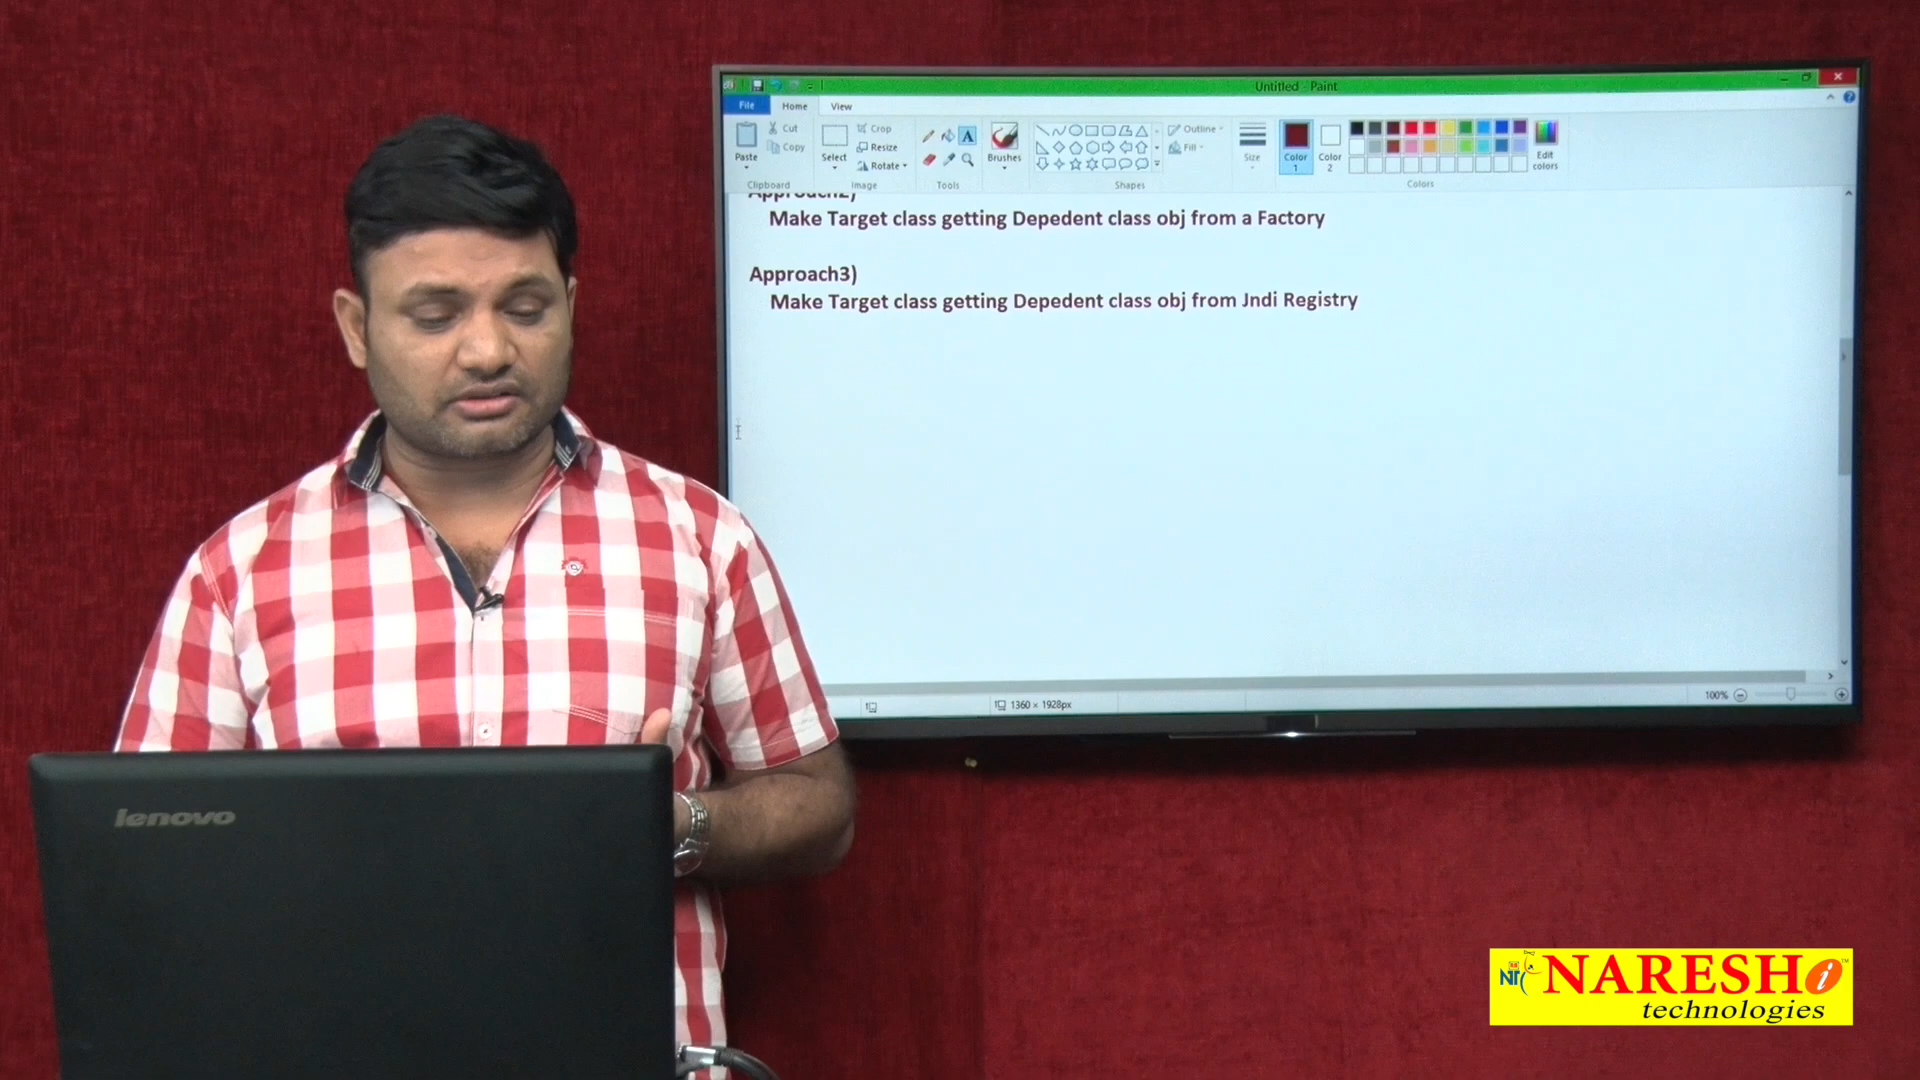 Untitled - Paint
File Home View
Paste
Cut
Copy
Clipboard
Select
Crop
Resize
Rotate
Image
A
Tools
Brushes
Outline
Fill
Shapes
Size
Color 1
Color 2
Edit colors
Colors
Approach2)
Make Target class getting Depedent class obj from a Factory
Approach3)
Make Target class getting Depedent class obj from Jndi Registry
1360 × 1928px
100%
lenovo
NARESHi™
technologies